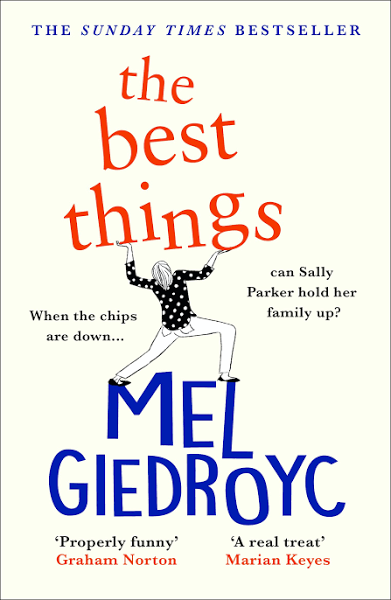 THE SUNDAY TIMES BESTSELLER
the
best
things
can Sally
Parker hold her
family up?
When the chips
are down...
MEL
GIEDROYC
‘Properly funny’
Graham Norton
‘A real treat’
Marian Keyes